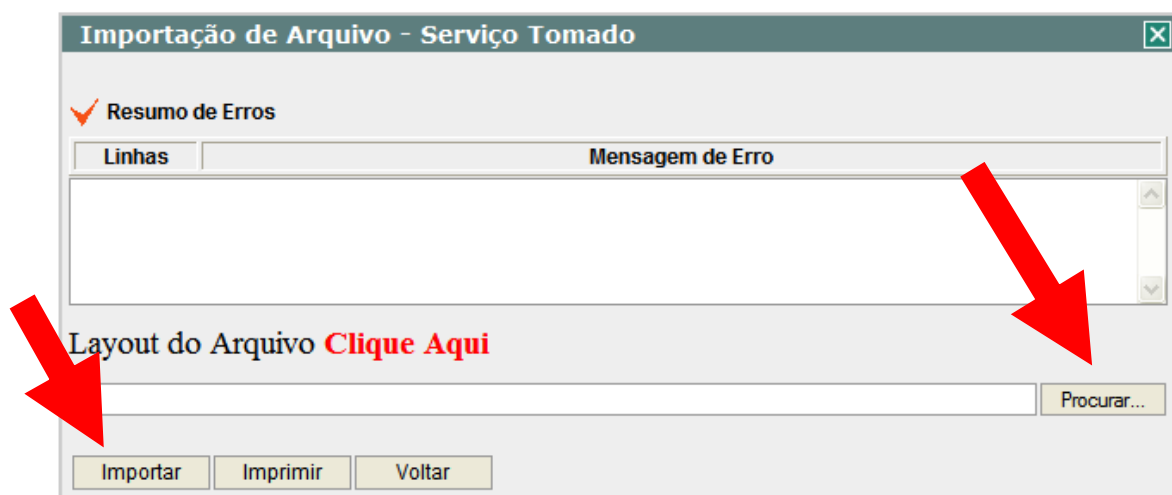 Importação de Arquivo - Serviço Tomado
Resumo de Erros
Linhas Mensagem de Erro
Layout do Arquivo Clique Aqui
Procurar...
Importar Imprimir Voltar